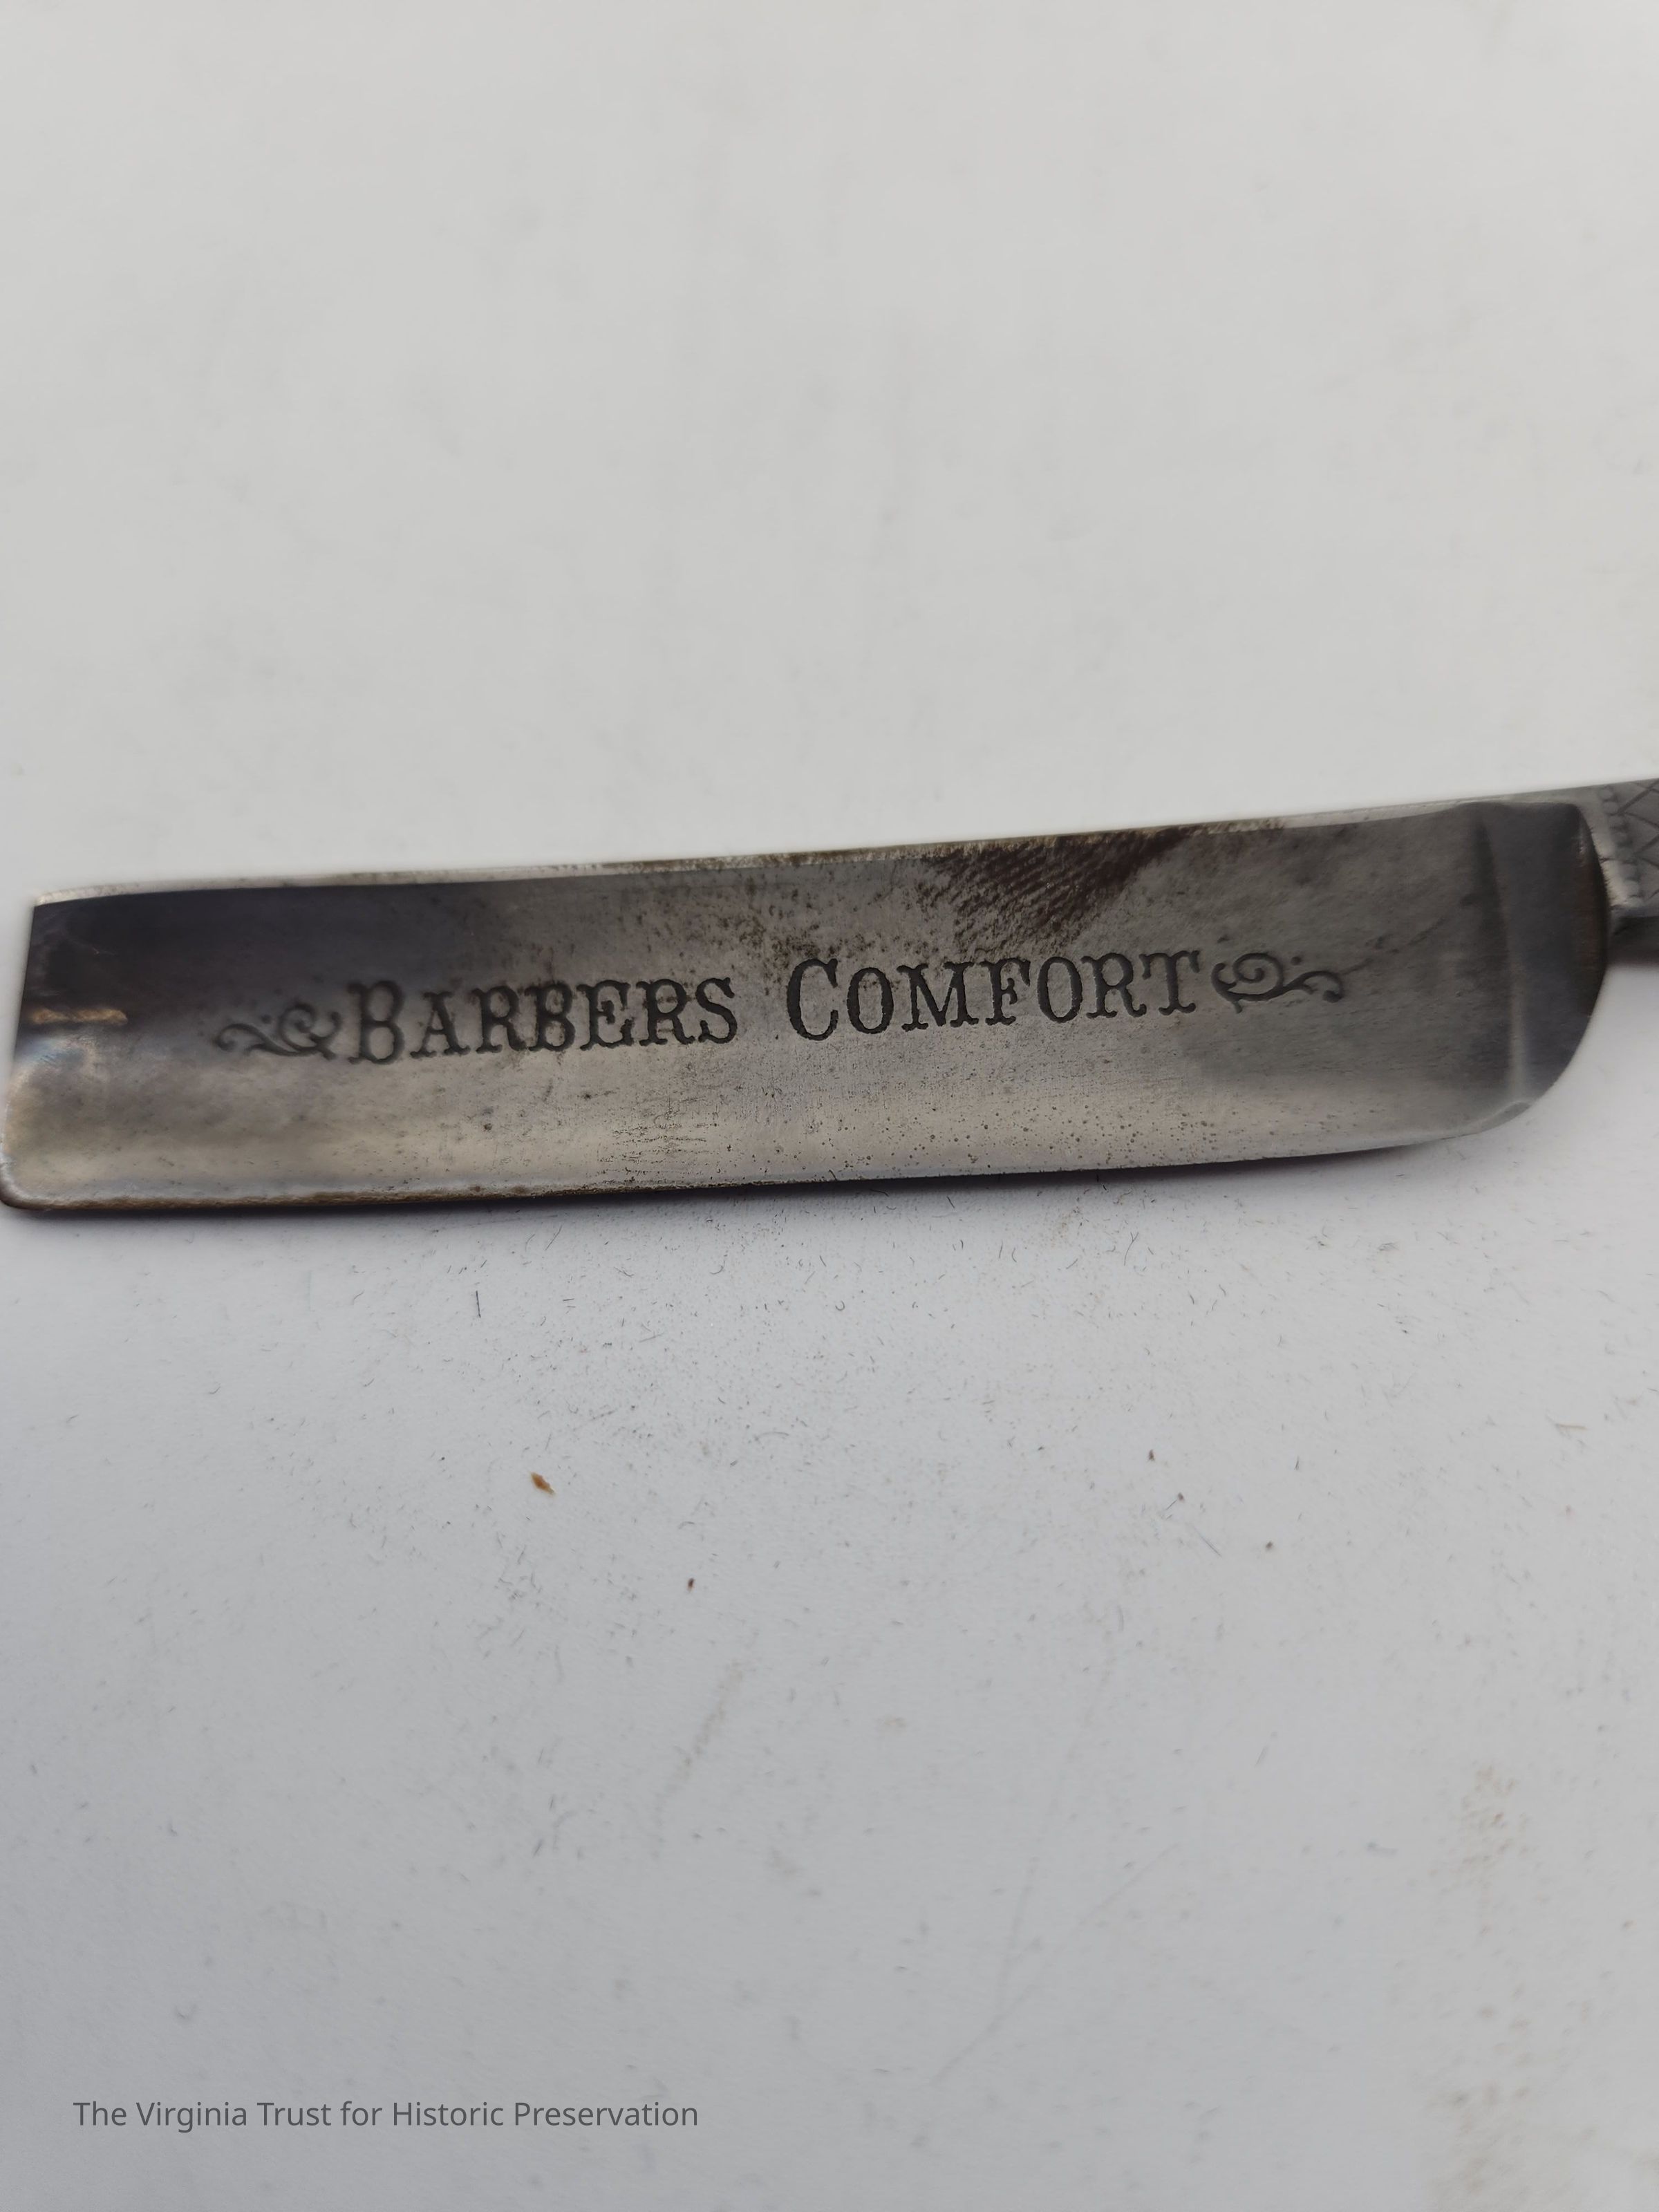 BARBERS COMFORT
The Virginia Trust for Historic Preservation